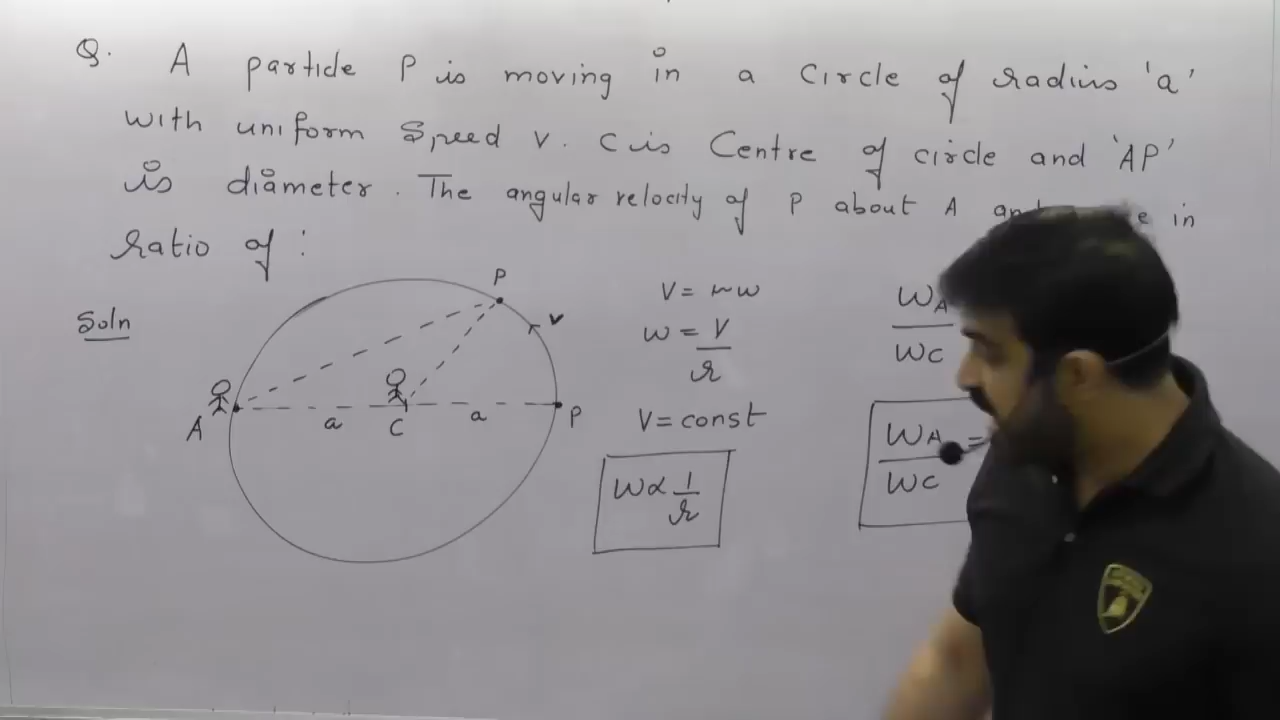 Q. A particle P is moving in a circle of radius 'a'
with uniform speed v. C is Centre of circle and 'AP'
is diameter. The angular velocity of P about A and in
ratio of :
Soln
P
v
A
a
C
a
P
V = rω
ω = V/r
V = const
ω ∝ 1/r
ωA/ωC
ωA/ωC =